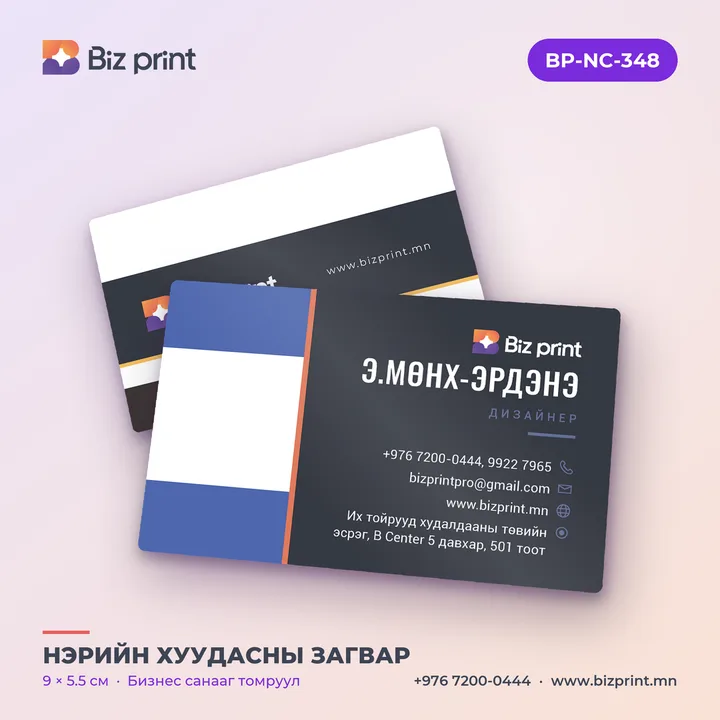 Biz print
BP-NC-348
www.bizprint.mn
Biz print
Э.МӨНХ-ЭРДЭНЭ
ДИЗАЙНЕР
+976 7200-0444, 9922 7965
bizprintpro@gmail.com
www.bizprint.mn
Их тойрууд худалдааны төвийн
эсрэг, B Center 5 давхар, 501 тоот
НЭРИЙН ХУУДАСНЫ ЗАГВАР
9 × 5.5 см · Бизнес санааг томруул
+976 7200-0444 · www.bizprint.mn